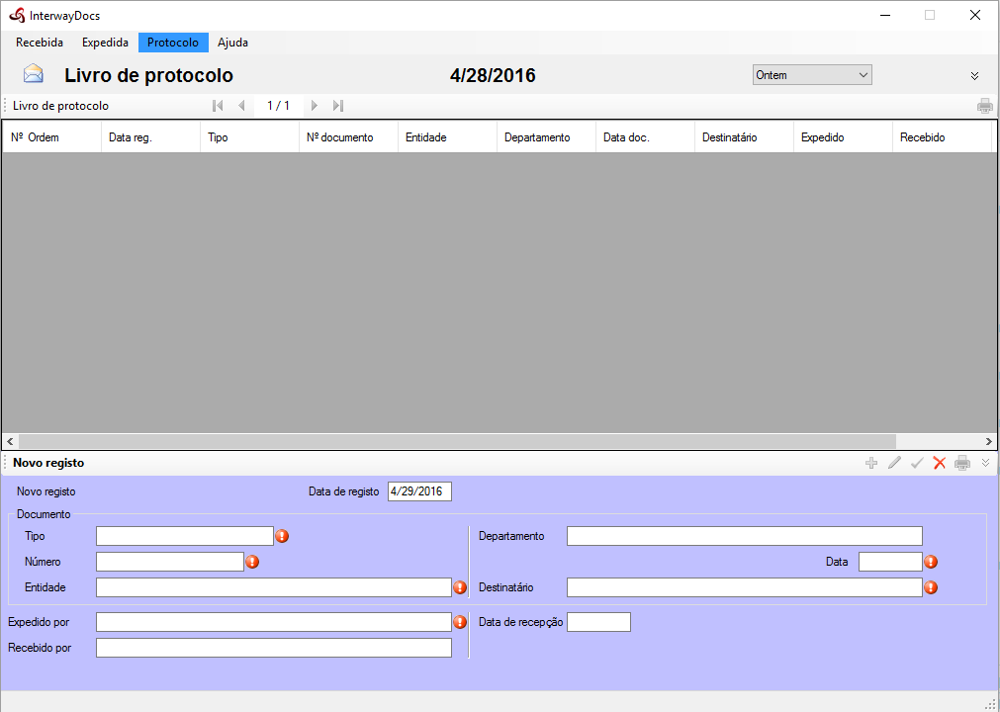 InterwayDocs
Recebida Expedida Protocolo Ajuda
Livro de protocolo 4/28/2016 Ontem
Livro de protocolo 1 / 1
Nº Ordem Data reg. Tipo Nº documento Entidade Departamento Data doc. Destinatário Expedido Recebido
Novo registo
Novo registo Data de registo 4/29/2016
Documento
Tipo Departamento
Número Data
Entidade Destinatário
Expedido por Data de recepção
Recebido por